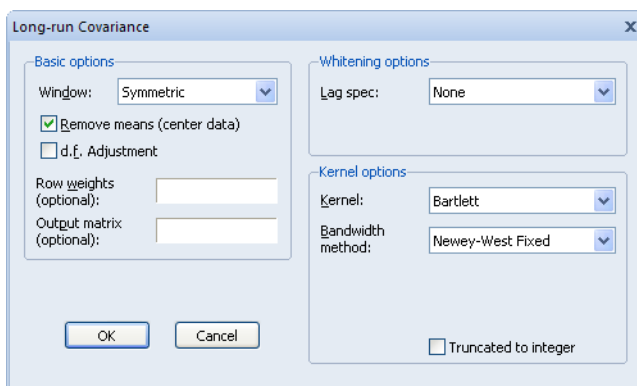 Long-run Covariance
x
Basic options
Window: Symmetric
Remove means (center data)
d.f. Adjustment
Row weights
(optional):
Output matrix
(optional):
OK Cancel
Whitening options
Lag spec: None
Kernel options
Kernel: Bartlett
Bandwidth
method: Newey-West Fixed
Truncated to integer